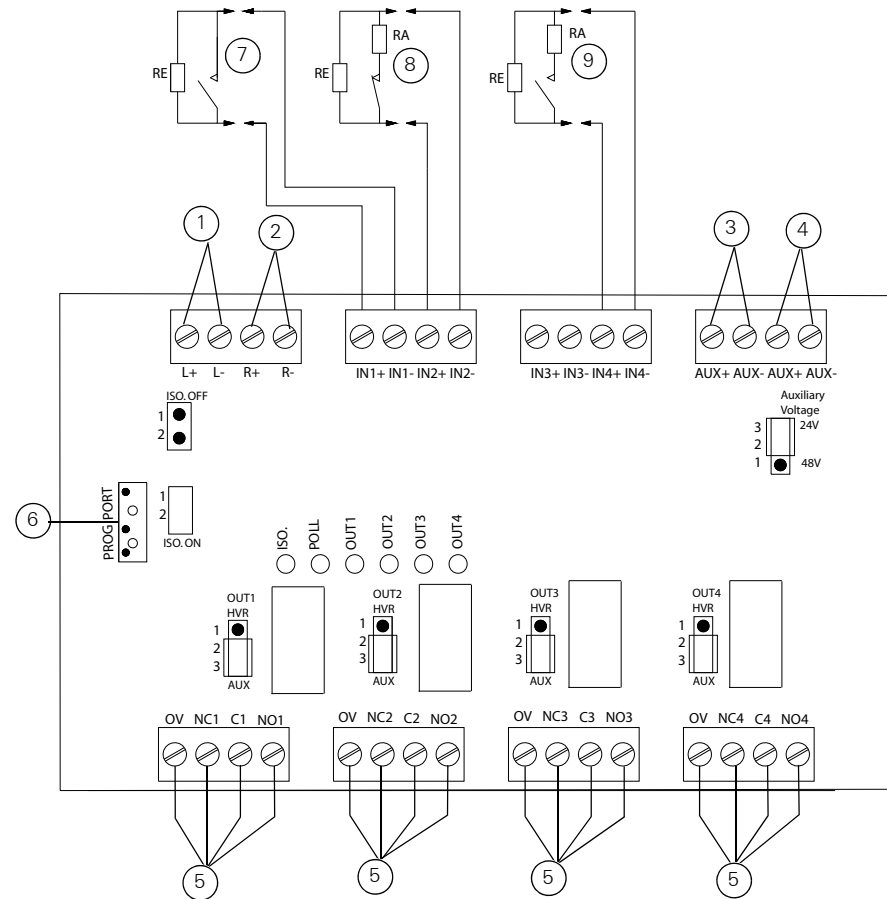 7
RA
8
RA
9
RE
RE
RE
1
2
3
4
L+ L- R+ R-
IN1+ IN1- IN2+ IN2-
IN3+ IN3- IN4+ IN4-
AUX+ AUX- AUX+ AUX-
ISO. OFF
1
2
Auxiliary
Voltage
3 24V
2
1 48V
6
PROG PORT
1
2
ISO. ON
ISO.
POLL
OUT1
OUT2
OUT3
OUT4
OUT1
HVR
1
2
3
AUX
OUT2
HVR
1
2
3
AUX
OUT3
HVR
1
2
3
AUX
OUT4
HVR
1
2
3
AUX
OV NC1 C1 NO1
OV NC2 C2 NO2
OV NC3 C3 NO3
OV NC4 C4 NO4
5
5
5
5